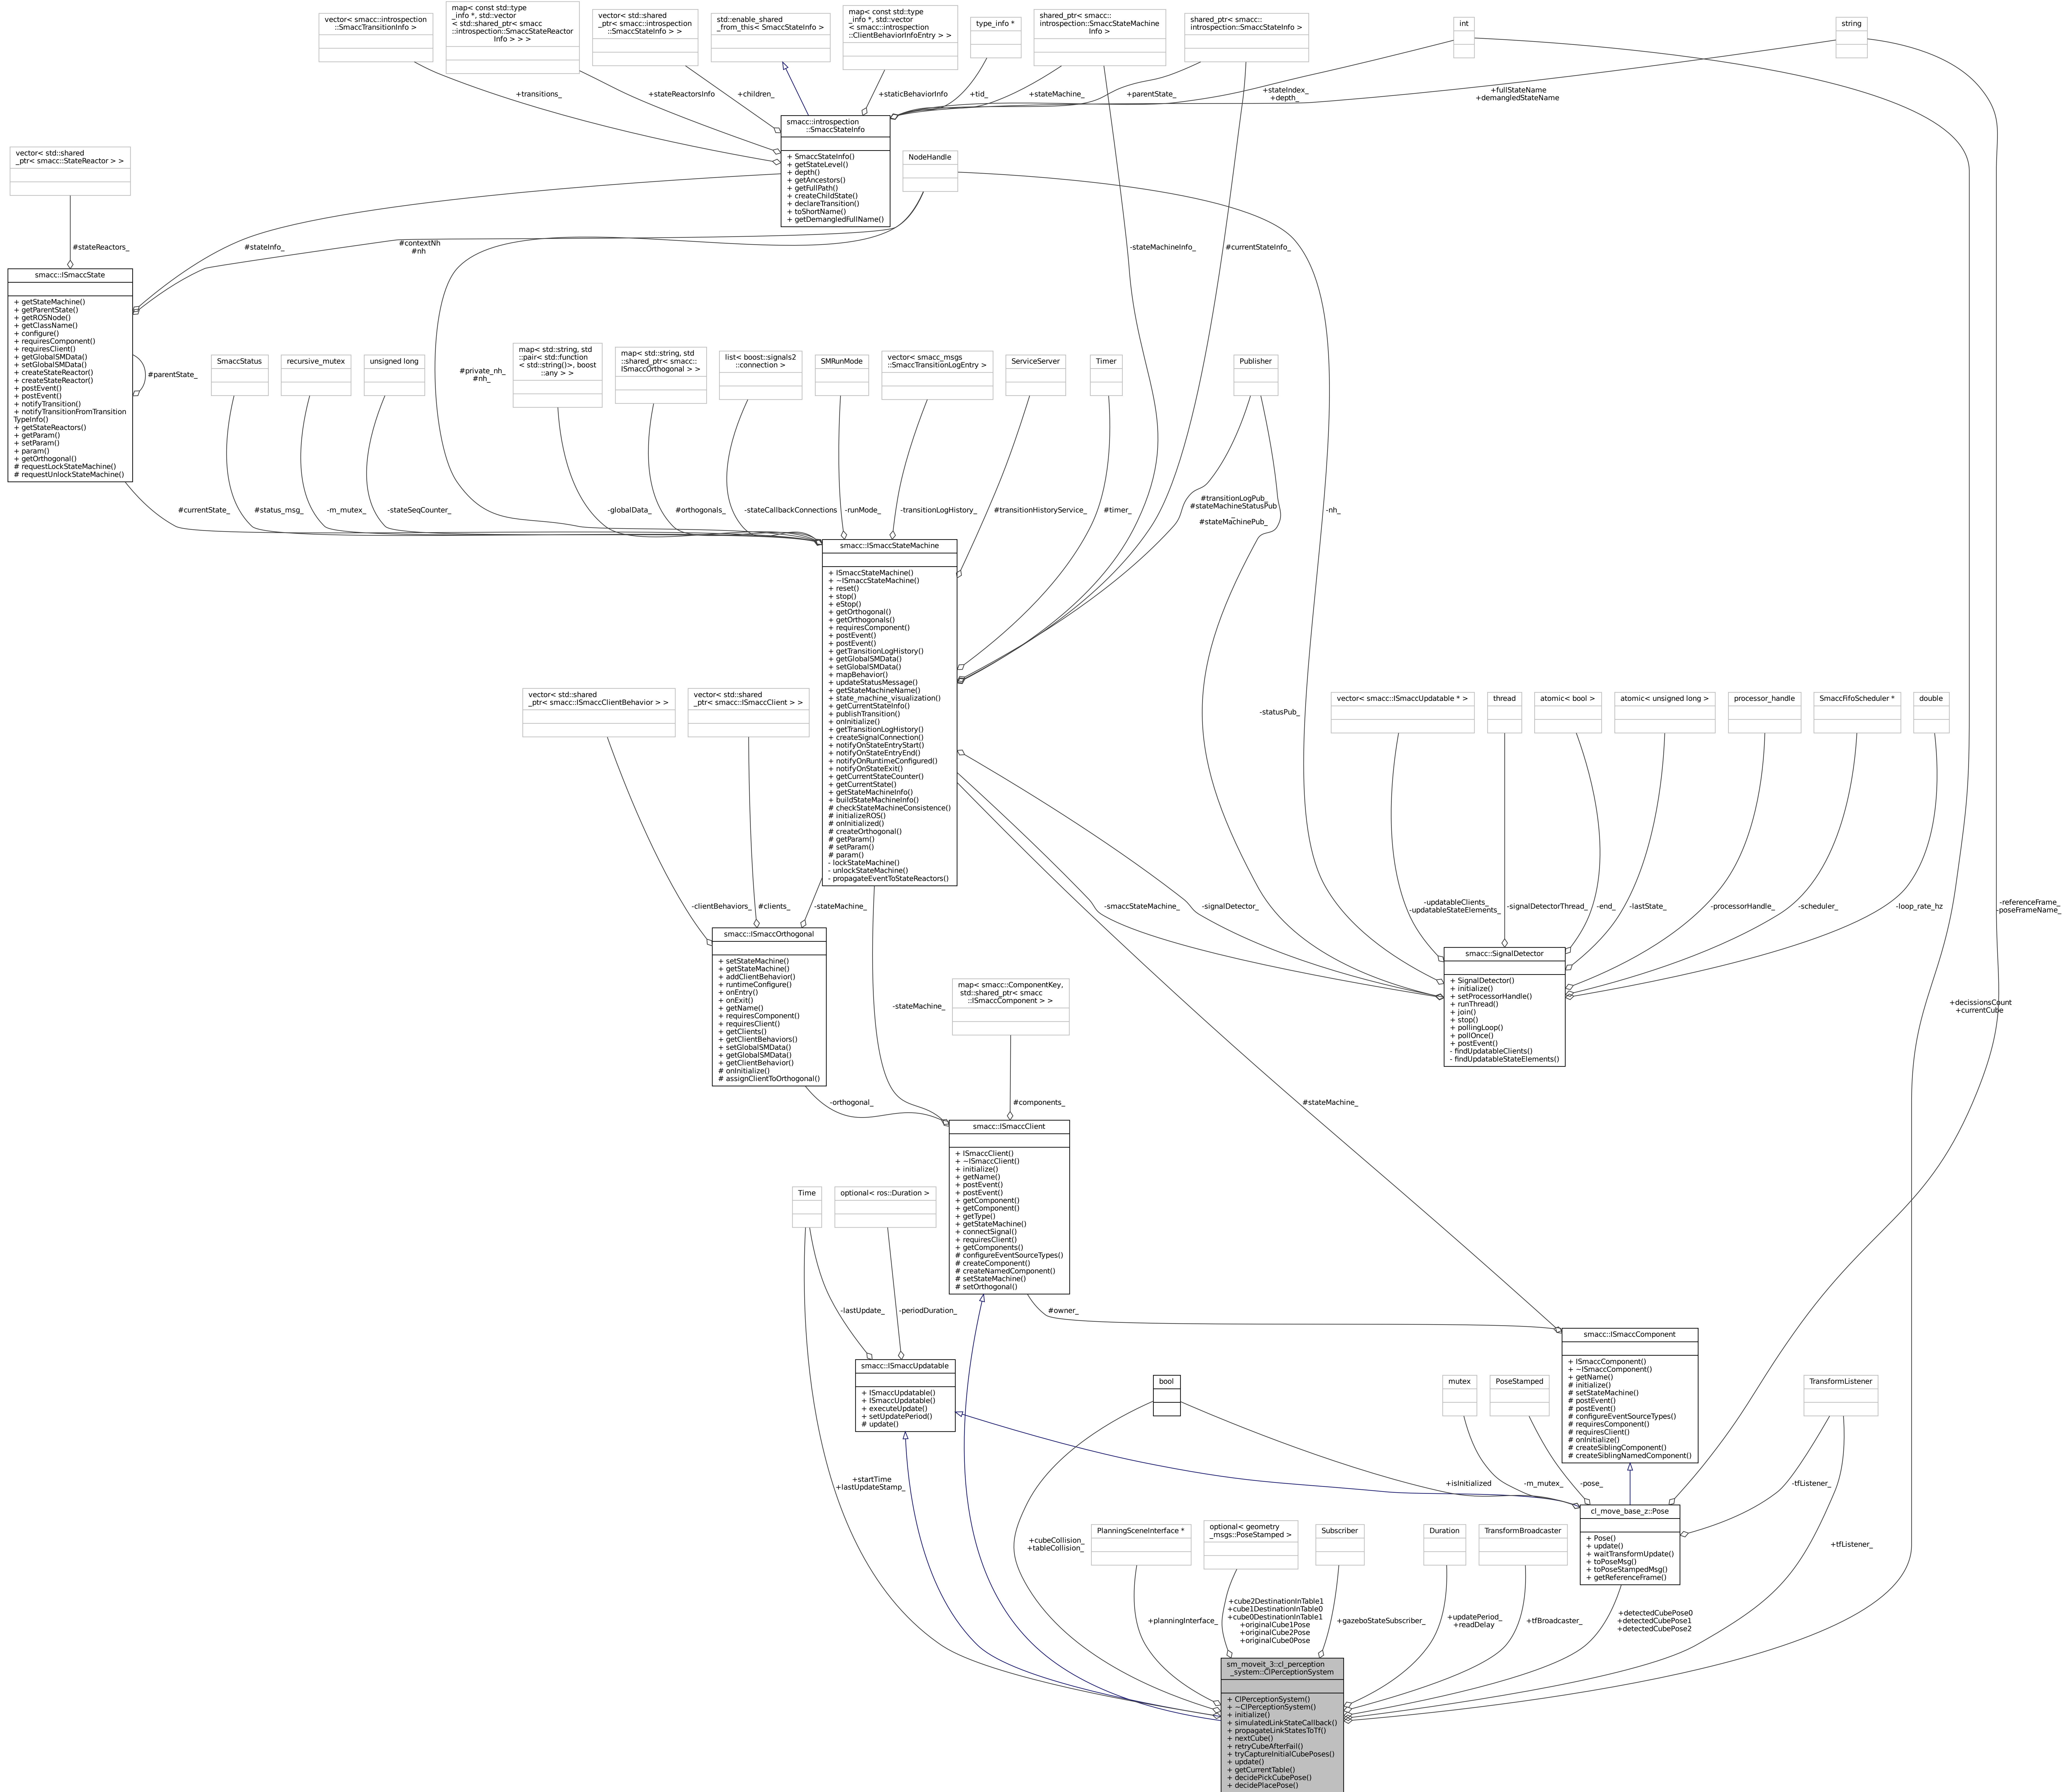 vector< smacc::introspection
::SmaccTransitionInfo >
map< const std::type
_info *, std::vector
< std::shared_ptr< smacc
::introspection::SmaccStateReactor
Info > > >
vector< std::shared
_ptr< smacc::introspection
::SmaccStateInfo > >
std::enable_shared
_from_this< SmaccStateInfo >
map< const std::type
_info *, std::vector
< smacc::introspection
::ClientBehaviorInfoEntry > >
type_info *
shared_ptr< smacc::
introspection::SmaccStateMachine
Info >
shared_ptr< smacc::
introspection::SmaccStateInfo >
int
string
+transitions_
+stateReactorsInfo
+children_
+staticBehaviorInfo
+tid_
+stateMachine_
+parentState_
+stateIndex_
+depth_
+fullStateName
+demangledStateName
smacc::introspection
::SmaccStateInfo
+ SmaccStateInfo()
+ getStateLevel()
+ depth()
+ getAncestors()
+ getFullPath()
+ createChildState()
+ declareTransition()
+ toShortName()
+ getDemangledFullName()
NodeHandle
vector< std::shared
_ptr< smacc::StateReactor > >
#stateReactors_
#stateInfo_
#contextNh
#nh
-stateMachineInfo_
#currentStateInfo_
smacc::ISmaccState
+ getStateMachine()
+ getParentState()
+ getROSNode()
+ getClassName()
+ configure()
+ requiresComponent()
+ requiresClient()
+ getGlobalSMData()
+ setGlobalSMData()
+ createStateReactor()
+ createStateReactor()
+ postEvent()
+ postEvent()
+ notifyTransition()
+ notifyTransitionFromTransition
TypeInfo()
+ getStateReactors()
+ getParam()
+ setParam()
+ param()
+ getOrthogonal()
# requestLockStateMachine()
# requestUnlockStateMachine()
#parentState_
SmaccStatus
recursive_mutex
unsigned long
#private_nh_
#nh_
map< std::string, std
::pair< std::function
< std::string()>, boost
::any > >
map< std::string, std
::shared_ptr< smacc::
ISmaccOrthogonal > >
list< boost::signals2
::connection >
SMRunMode
vector< smacc_msgs
::SmaccTransitionLogEntry >
ServiceServer
Timer
Publisher
#currentState_
#status_msg_
-m_mutex_
-stateSeqCounter_
-globalData_
#orthogonals_
-stateCallbackConnections
-runMode_
-transitionLogHistory_
#transitionHistoryService_
#timer_
#transitionLogPub_
#stateMachineStatusPub
_
#stateMachinePub_
-nh_
smacc::ISmaccStateMachine
+ ISmaccStateMachine()
+ ~ISmaccStateMachine()
+ reset()
+ stop()
+ eStop()
+ getOrthogonal()
+ getOrthogonals()
+ requiresComponent()
+ postEvent()
+ postEvent()
+ getTransitionLogHistory()
+ getGlobalSMData()
+ setGlobalSMData()
+ mapBehavior()
+ updateStatusMessage()
+ getStateMachineName()
+ state_machine_visualization()
+ getCurrentStateInfo()
+ publishTransition()
+ onInitialize()
+ getTransitionLogHistory()
+ createSignalConnection()
+ notifyOnStateEntryStart()
+ notifyOnStateEntryEnd()
+ notifyOnRuntimeConfigured()
+ notifyOnStateExit()
+ getCurrentStateCounter()
+ getCurrentState()
+ getStateMachineInfo()
+ buildStateMachineInfo()
# checkStateMachineConsistence()
# initializeROS()
# onInitialized()
# createOrthogonal()
# getParam()
# setParam()
# param()
- lockStateMachine()
- unlockStateMachine()
- propagateEventToStateReactors()
vector< std::shared
_ptr< smacc::ISmaccClientBehavior > >
vector< std::shared
_ptr< smacc::ISmaccClient > >
-statusPub_
vector< smacc::ISmaccUpdatable * >
thread
atomic< bool >
atomic< unsigned long >
processor_handle
SmaccFifoScheduler *
double
-clientBehaviors_
#clients_
-stateMachine_
-smaccStateMachine_
-signalDetector_
-updatableClients_
-updatableStateElements_
-signalDetectorThread_
-end_
-lastState_
-processorHandle_
-scheduler_
-loop_rate_hz
-referenceFrame_
-poseFrameName_
smacc::ISmaccOrthogonal
+ setStateMachine()
+ getStateMachine()
+ addClientBehavior()
+ runtimeConfigure()
+ onEntry()
+ onExit()
+ getName()
+ requiresComponent()
+ requiresClient()
+ getClients()
+ getClientBehaviors()
+ setGlobalSMData()
+ getGlobalSMData()
+ getClientBehavior()
# onInitialize()
# assignClientToOrthogonal()
smacc::SignalDetector
+ SignalDetector()
+ initialize()
+ setProcessorHandle()
+ runThread()
+ join()
+ stop()
+ pollingLoop()
+ pollOnce()
+ postEvent()
- findUpdatableClients()
- findUpdatableStateElements()
-stateMachine_
map< smacc::ComponentKey,
std::shared_ptr< smacc
::ISmaccComponent > >
+decissionsCount
+currentCube
-orthogonal_
#components_
#stateMachine_
smacc::ISmaccClient
+ ISmaccClient()
+ ~ISmaccClient()
+ initialize()
+ getName()
+ postEvent()
+ postEvent()
+ getComponent()
+ getComponent()
+ getType()
+ getStateMachine()
+ connectSignal()
+ requiresClient()
+ getComponents()
# configureEventSourceTypes()
# createComponent()
# createNamedComponent()
# setStateMachine()
# setOrthogonal()
Time
optional< ros::Duration >
-lastUpdate_
-periodDuration_
#owner_
smacc::ISmaccComponent
+ ISmaccComponent()
+ ~ISmaccComponent()
+ getName()
# initialize()
# setStateMachine()
# postEvent()
# postEvent()
# configureEventSourceTypes()
# requiresComponent()
# requiresClient()
# onInitialize()
# createSiblingComponent()
# createSiblingNamedComponent()
smacc::ISmaccUpdatable
+ ISmaccUpdatable()
+ ISmaccUpdatable()
+ executeUpdate()
+ setUpdatePeriod()
# update()
bool
mutex
PoseStamped
TransformListener
+startTime
+lastUpdateStamp_
+isInitialized
-m_mutex_
-pose_
-tfListener_
cl_move_base_z::Pose
+ Pose()
+ update()
+ waitTransformUpdate()
+ toPoseMsg()
+ toPoseStampedMsg()
+ getReferenceFrame()
+cubeCollision_
+tableCollision_
PlanningSceneInterface *
optional< geometry
_msgs::PoseStamped >
Subscriber
Duration
TransformBroadcaster
+tfListener_
+planningInterface_
+cube2DestinationInTable1
+cube1DestinationInTable0
+cube0DestinationInTable1
+originalCube1Pose
+originalCube2Pose
+originalCube0Pose
+gazeboStateSubscriber_
+updatePeriod_
+readDelay
+tfBroadcaster_
+detectedCubePose0
+detectedCubePose1
+detectedCubePose2
sm_moveit_3::cl_perception
_system::ClPerceptionSystem
+ ClPerceptionSystem()
+ ~ClPerceptionSystem()
+ initialize()
+ simulatedLinkStateCallback()
+ propagateLinkStatesToTf()
+ nextCube()
+ retryCubeAfterFail()
+ tryCaptureInitialCubePoses()
+ update()
+ getCurrentTable()
+ decidePickCubePose()
+ decidePlacePose()